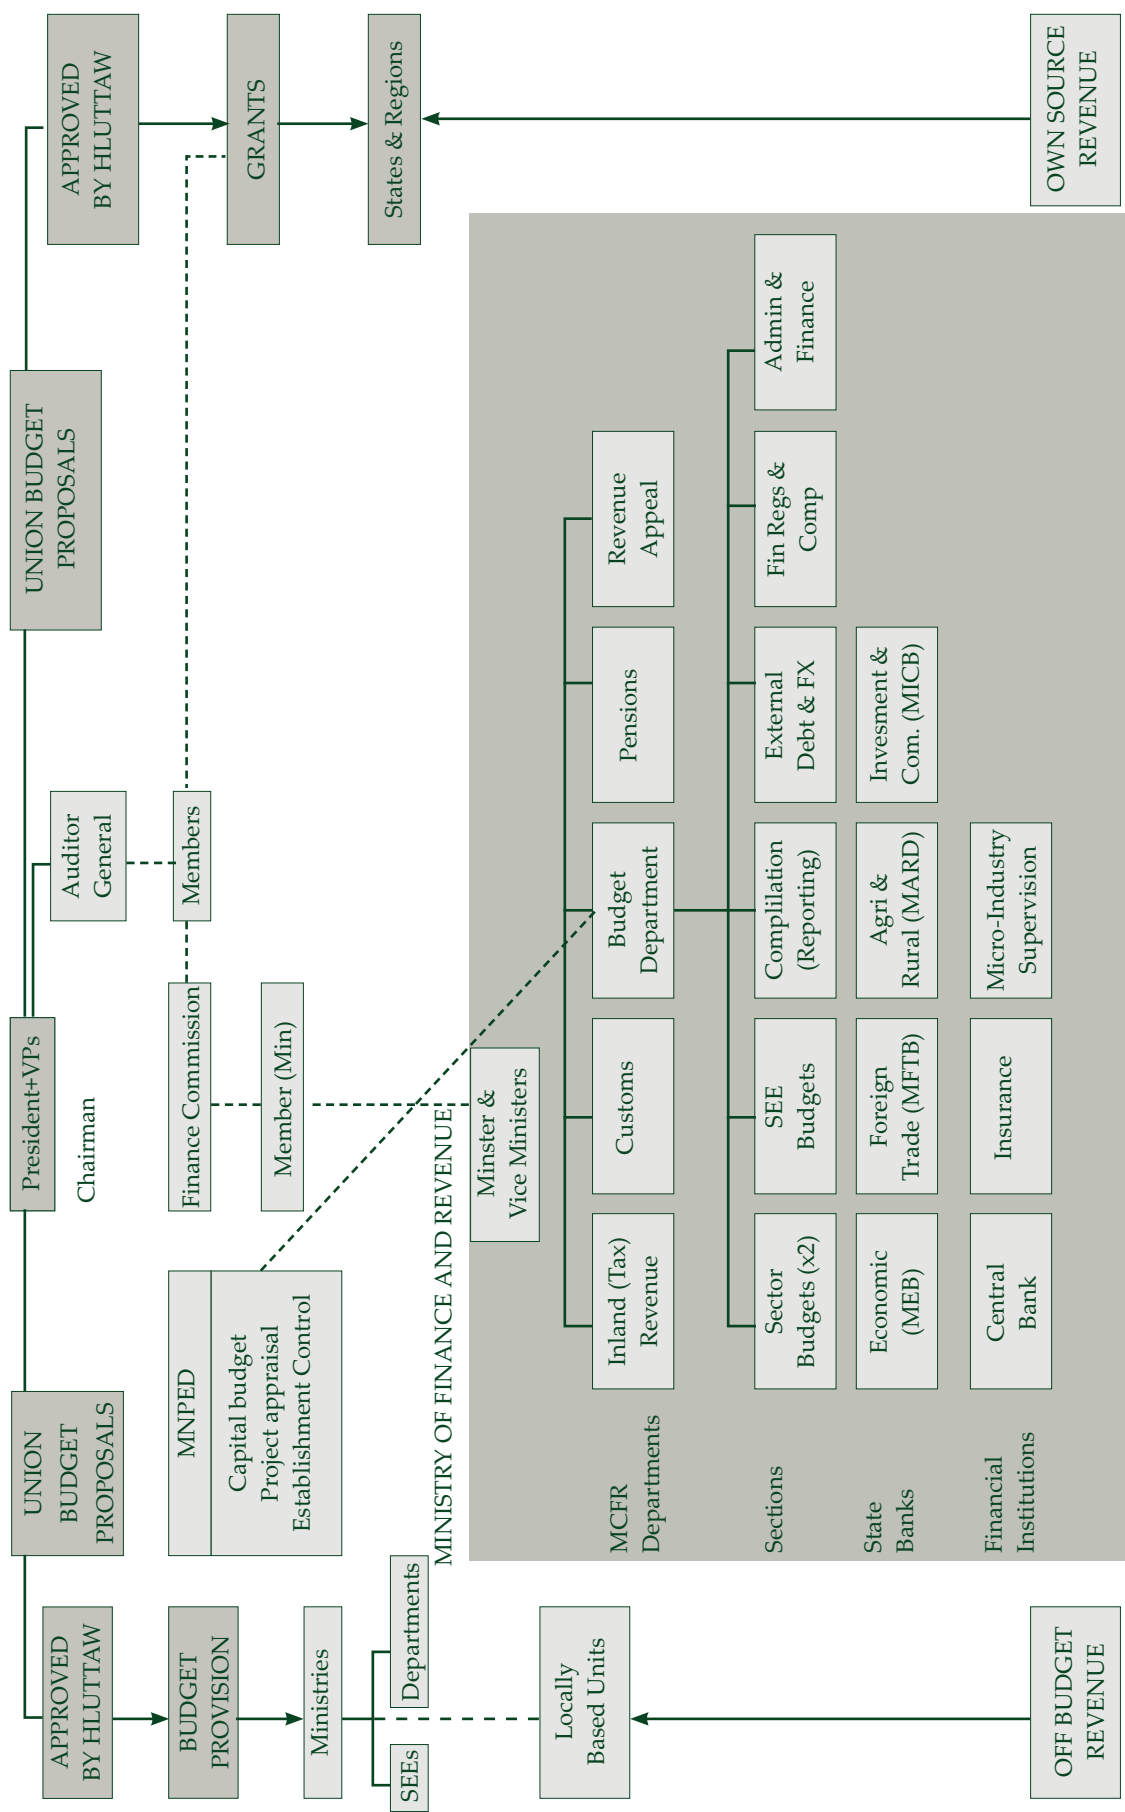 UNION
BUDGET
PROPOSALS
President+VPs
Chairman
UNION BUDGET
PROPOSALS
APPROVED
BY HLUTTAW
Auditor
General
APPROVED
BY HLUTTAW
BUDGET
PROVISION
MNPED
Capital budget
Project appraisal
Establishment Control
Finance Commission
Members
GRANTS
Member (Min)
Ministries
SEEs
Departments
States & Regions
MINISTRY OF FINANCE AND REVENUE
Minster &
Vice Ministers
Locally
Based Units
MCFR
Departments
Inland (Tax)
Revenue
Customs
Budget
Department
Pensions
Revenue
Appeal
Sections
Sector
Budgets (x2)
SEE
Budgets
Complilation
(Reporting)
External
Debt & FX
Fin Regs &
Comp
Admin &
Finance
State
Banks
Economic
(MEB)
Foreign
Trade (MFTB)
Agri &
Rural (MARD)
Invesment &
Com. (MICB)
Financial
Institutions
Central
Bank
Insurance
Micro-Industry
Supervision
OFF BUDGET
REVENUE
OWN SOURCE
REVENUE